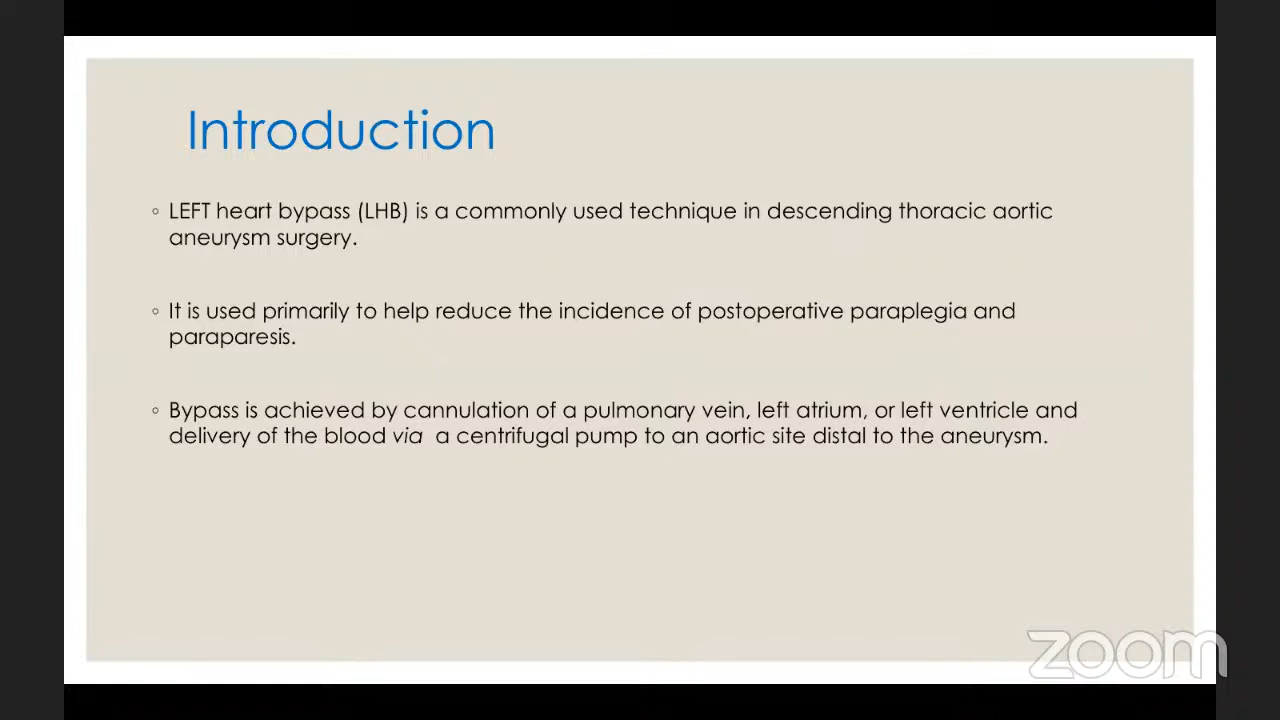 Introduction
◦ LEFT heart bypass (LHB) is a commonly used technique in descending thoracic aortic
aneurysm surgery.
◦ It is used primarily to help reduce the incidence of postoperative paraplegia and
paraparesis.
◦ Bypass is achieved by cannulation of a pulmonary vein, left atrium, or left ventricle and
delivery of the blood via a centrifugal pump to an aortic site distal to the aneurysm.
zoom